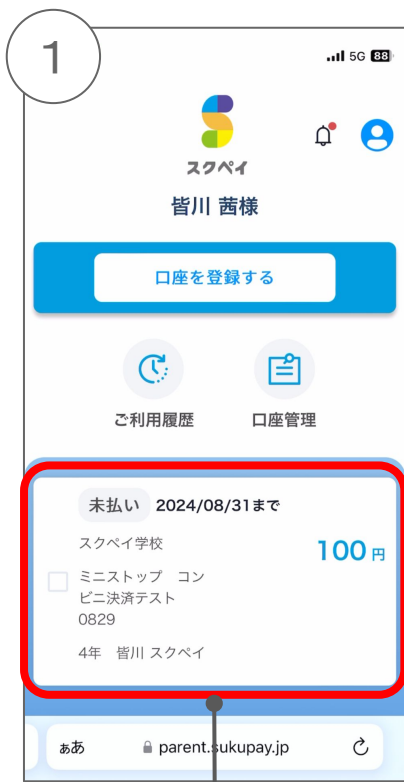 1
5G 88
スクペイ
皆川 茜様
口座を登録する
ご利用履歴 口座管理
未払い 2024/08/31まで
スクペイ学校
100 円
ミニストップ コン
ビニ決済テスト
0829
4年 皆川 スクペイ
ぁあ parent.sukupay.jp